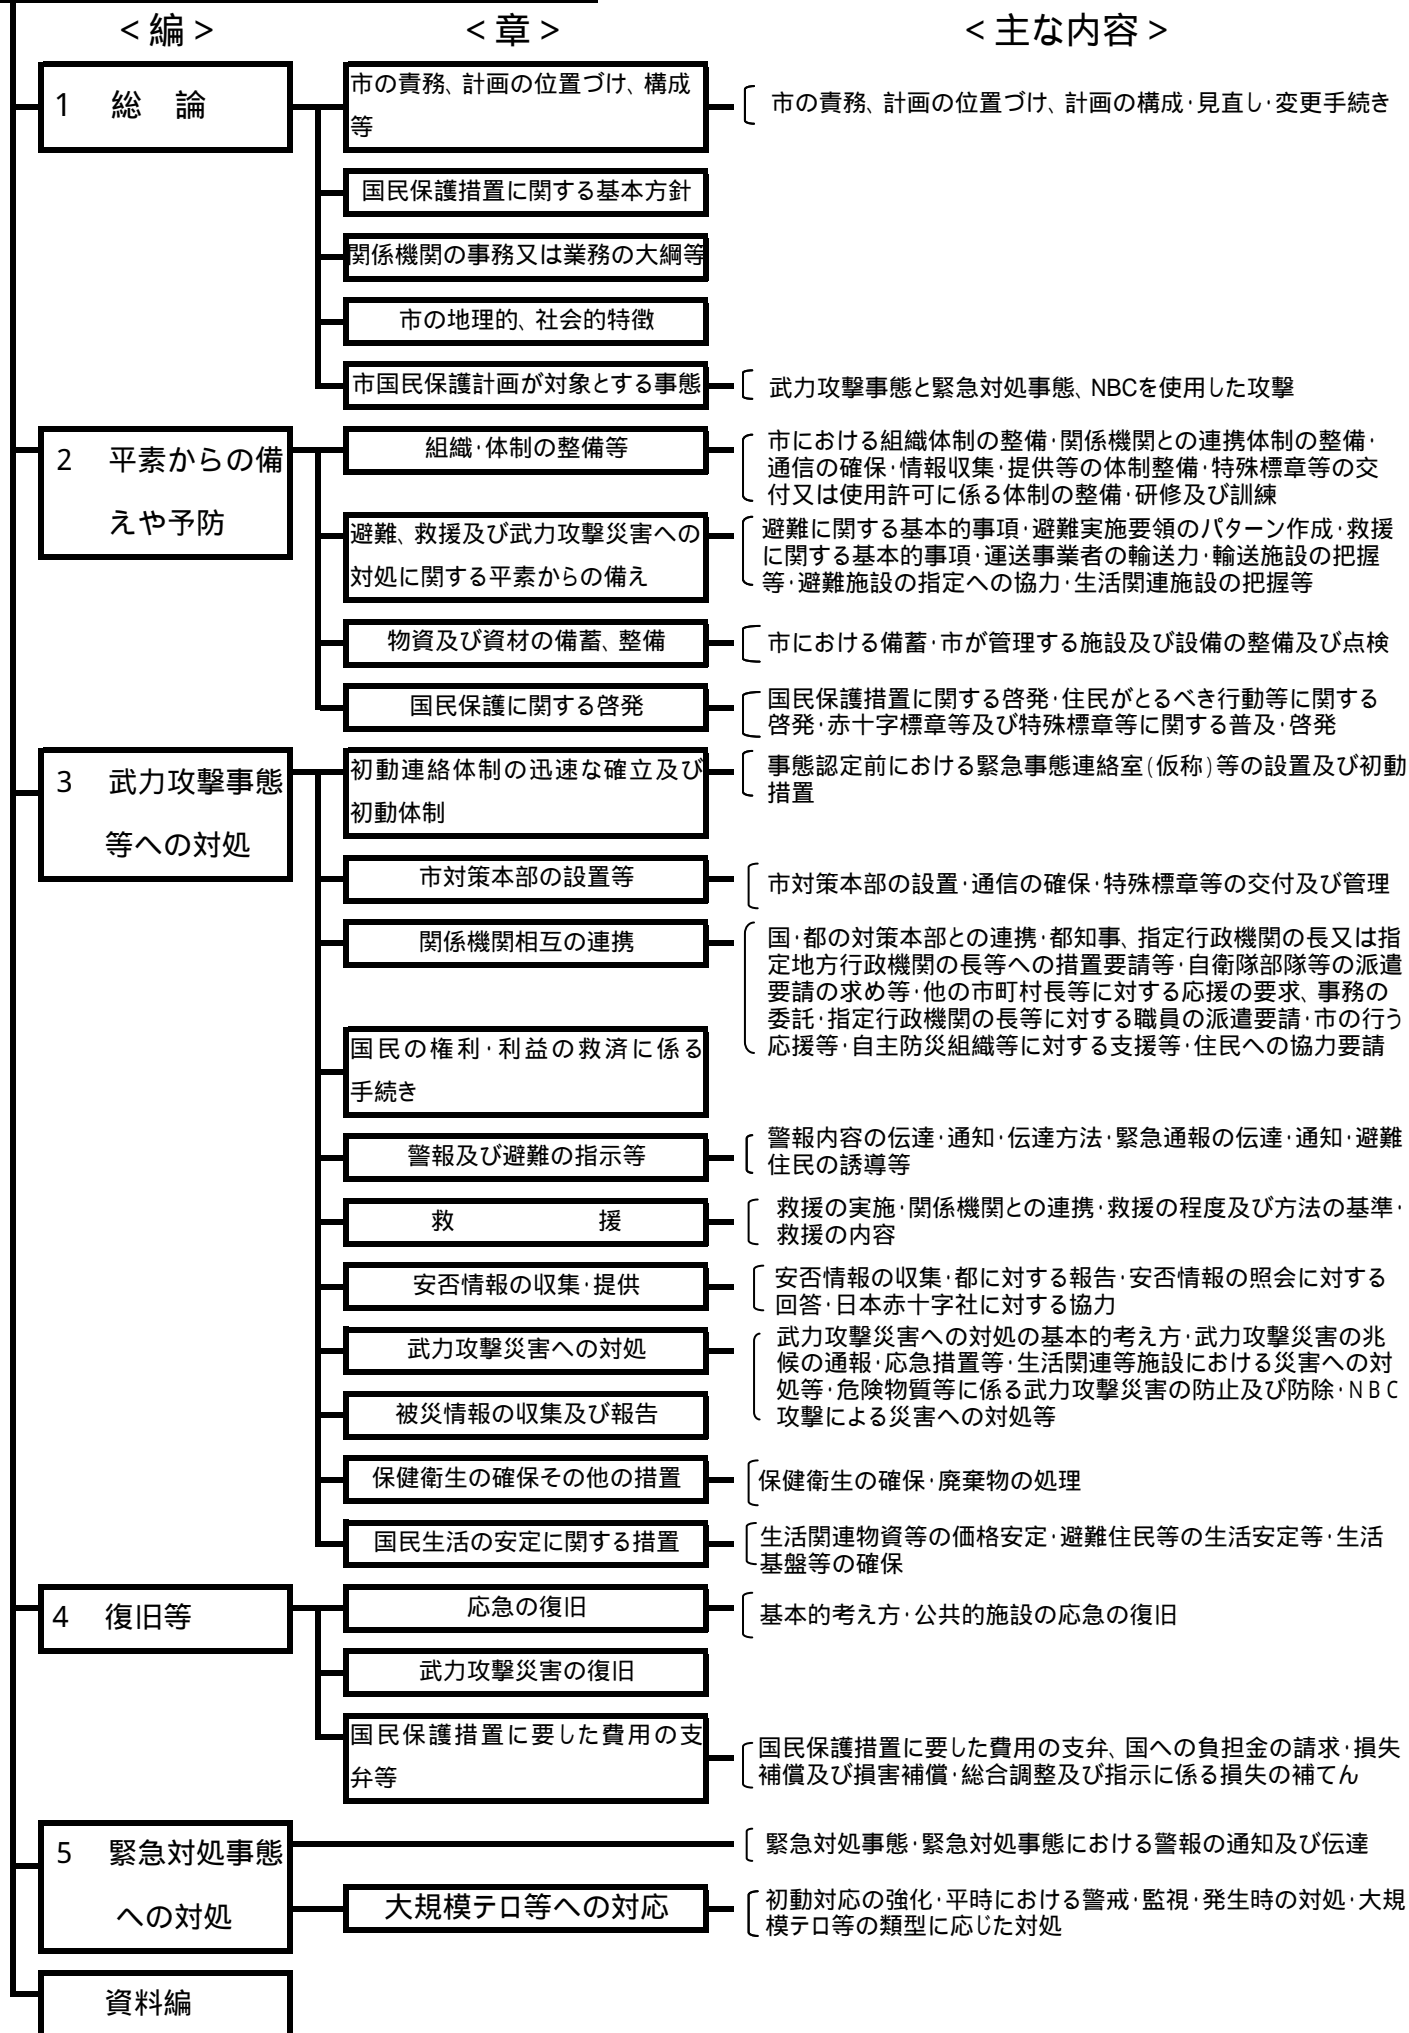 ＜編＞
＜章＞
＜主な内容＞
1 総 論
市の責務、計画の位置づけ、構成
等
市の責務、計画の位置づけ、計画の構成・見直し・変更手続き
国民保護措置に関する基本方針
関係機関の事務又は業務の大綱等
市の地理的、社会的特徴
市国民保護計画が対象とする事態
武力攻撃事態と緊急対処事態、NBCを使用した攻撃
2 平素からの備
えや予防
組織・体制の整備等
市における組織体制の整備・関係機関との連携体制の整備・
通信の確保・情報収集・提供等の体制整備・特殊標章等の交
付又は使用許可に係る体制の整備・研修及び訓練
避難、救援及び武力攻撃災害への
対処に関する平素からの備え
避難に関する基本的事項・避難実施要領のパターン作成・救援
に関する基本的事項・運送事業者の輸送力・輸送施設の把握
等・避難施設の指定への協力・生活関連施設の把握等
物資及び資材の備蓄、整備
市における備蓄・市が管理する施設及び設備の整備及び点検
国民保護に関する啓発
国民保護措置に関する啓発・住民がとるべき行動等に関する
啓発・赤十字標章等及び特殊標章等に関する普及・啓発
3 武力攻撃事態
等への対処
初動連絡体制の迅速な確立及び
初動体制
事態認定前における緊急事態連絡室(仮称)等の設置及び初動
措置
市対策本部の設置等
市対策本部の設置・通信の確保・特殊標章等の交付及び管理
関係機関相互の連携
国・都の対策本部との連携・都知事、指定行政機関の長又は指
定地方行政機関の長等への措置要請等・自衛隊部隊等の派遣
要請の求め等・他の市町村長等に対する応援の要求、事務の
委託・指定行政機関の長等に対する職員の派遣要請・市の行う
応援等・自主防災組織等に対する支援等・住民への協力要請
国民の権利・利益の救済に係る
手続き
警報及び避難の指示等
警報内容の伝達・通知・伝達方法・緊急通報の伝達・通知・避難
住民の誘導等
救 援
救援の実施・関係機関との連携・救援の程度及び方法の基準・
救援の内容
安否情報の収集・提供
安否情報の収集・都に対する報告・安否情報の照会に対する
回答・日本赤十字社に対する協力
武力攻撃災害への対処
武力攻撃災害への対処の基本的考え方・武力攻撃災害の兆
候の通報・応急措置等・生活関連等施設における災害への対
処等・危険物質等に係る武力攻撃災害の防止及び防除・NBC
攻撃による災害への対処等
被災情報の収集及び報告
保健衛生の確保その他の措置
保健衛生の確保・廃棄物の処理
国民生活の安定に関する措置
生活関連物資等の価格安定・避難住民等の生活安定等・生活
基盤等の確保
4 復旧等
応急の復旧
基本的考え方・公共的施設の応急の復旧
武力攻撃災害の復旧
国民保護措置に要した費用の支
弁等
国民保護措置に要した費用の支弁、国への負担金の請求・損失
補償及び損害補償・総合調整及び指示に係る損失の補てん
5 緊急対処事態
への対処
緊急対処事態・緊急対処事態における警報の通知及び伝達
大規模テロ等への対応
初動対応の強化・平時における警戒・監視・発生時の対処・大規
模テロ等の類型に応じた対処
資料編